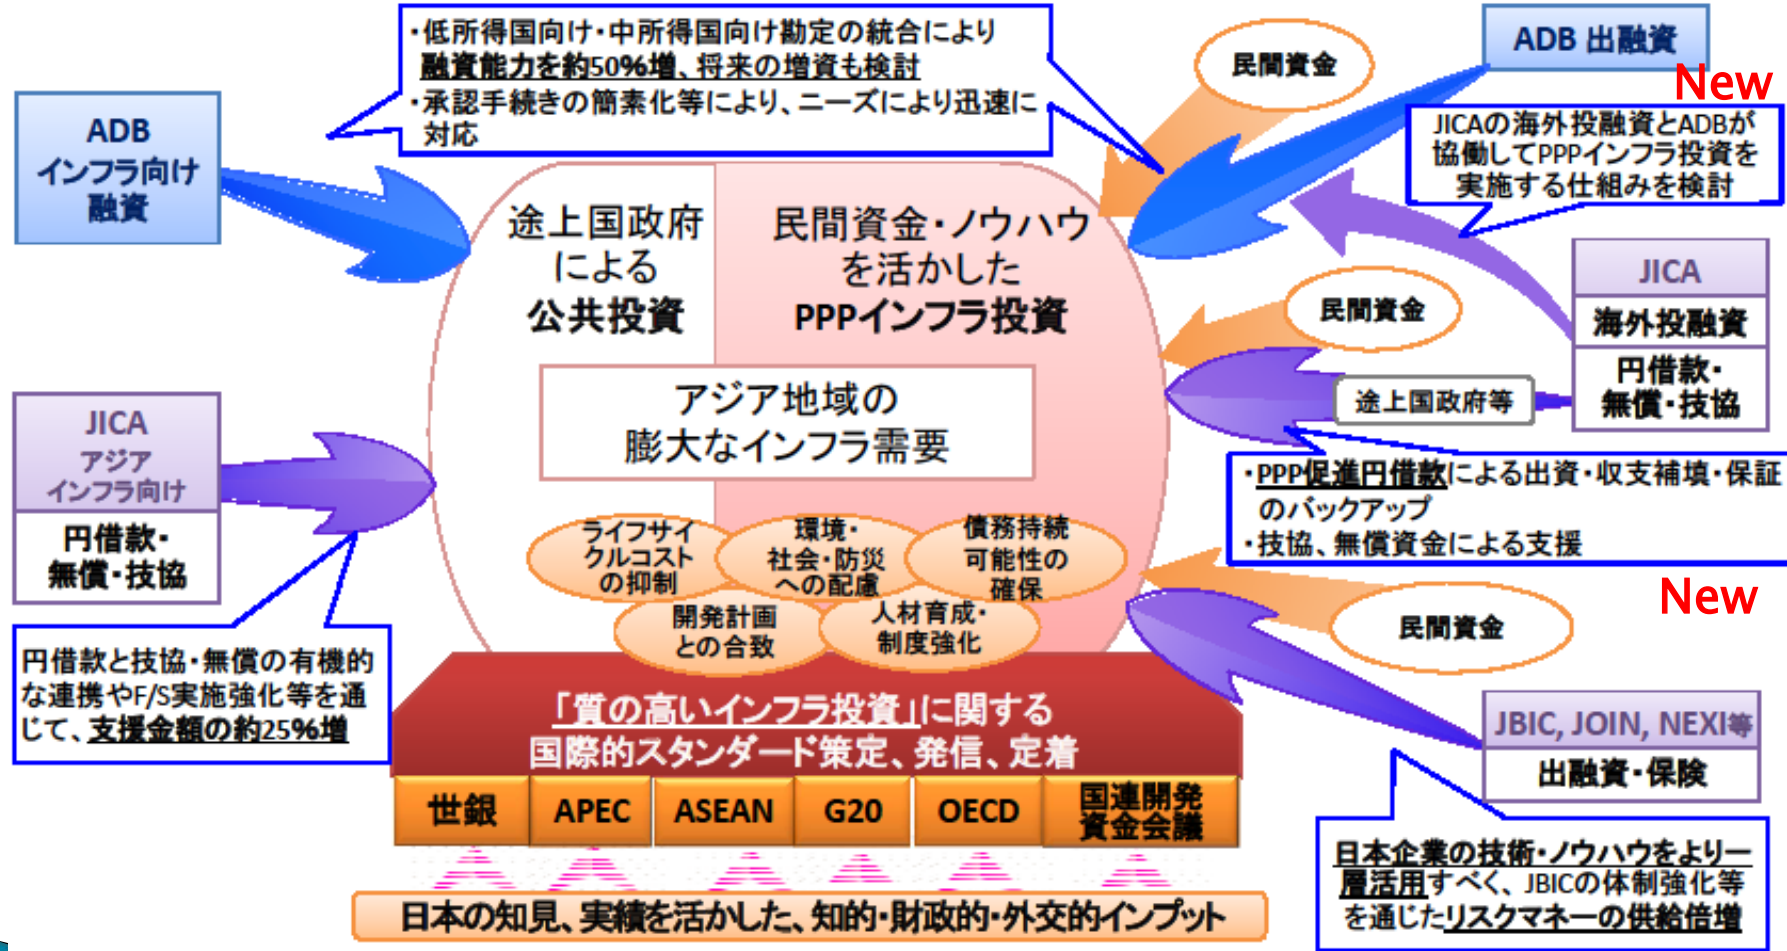 ・低所得国向け・中所得国向け勘定の統合により
融資能力を約50%増、将来の増資も検討
・承認手続きの簡素化等により、ニーズにより迅速に
対応
民間資金
ADB 出融資
New
ADB
インフラ向け
融資
JICAの海外投融資とADBが
協働してPPPインフラ投資を
実施する仕組みを検討
途上国政府
による
公共投資
民間資金・ノウハウ
を活かした
PPPインフラ投資
民間資金
JICA
海外投融資
円借款・
無償・技協
途上国政府等
アジア地域の
膨大なインフラ需要
JICA
アジア
インフラ向け
円借款・
無償・技協
・PPP促進円借款による出資・収支補填・保証
のバックアップ
・技協、無償資金による支援
New
ライフサイ
クルコスト
の抑制
環境・
社会・防災
への配慮
債務持続
可能性の
確保
開発計画
との合致
人材育成・
制度強化
民間資金
円借款と技協・無償の有機的
な連携やF/S実施強化等を通
じて、支援金額の約25%増
「質の高いインフラ投資」に関する
国際的スタンダード策定、発信、定着
JBIC, JOIN, NEXI等
出融資・保険
世銀
APEC
ASEAN
G20
OECD
国連開発
資金会議
日本企業の技術・ノウハウをより一
層活用すべく、JBICの体制強化等
を通じたリスクマネーの供給倍増
日本の知見、実績を活かした、知的・財政的・外交的インプット